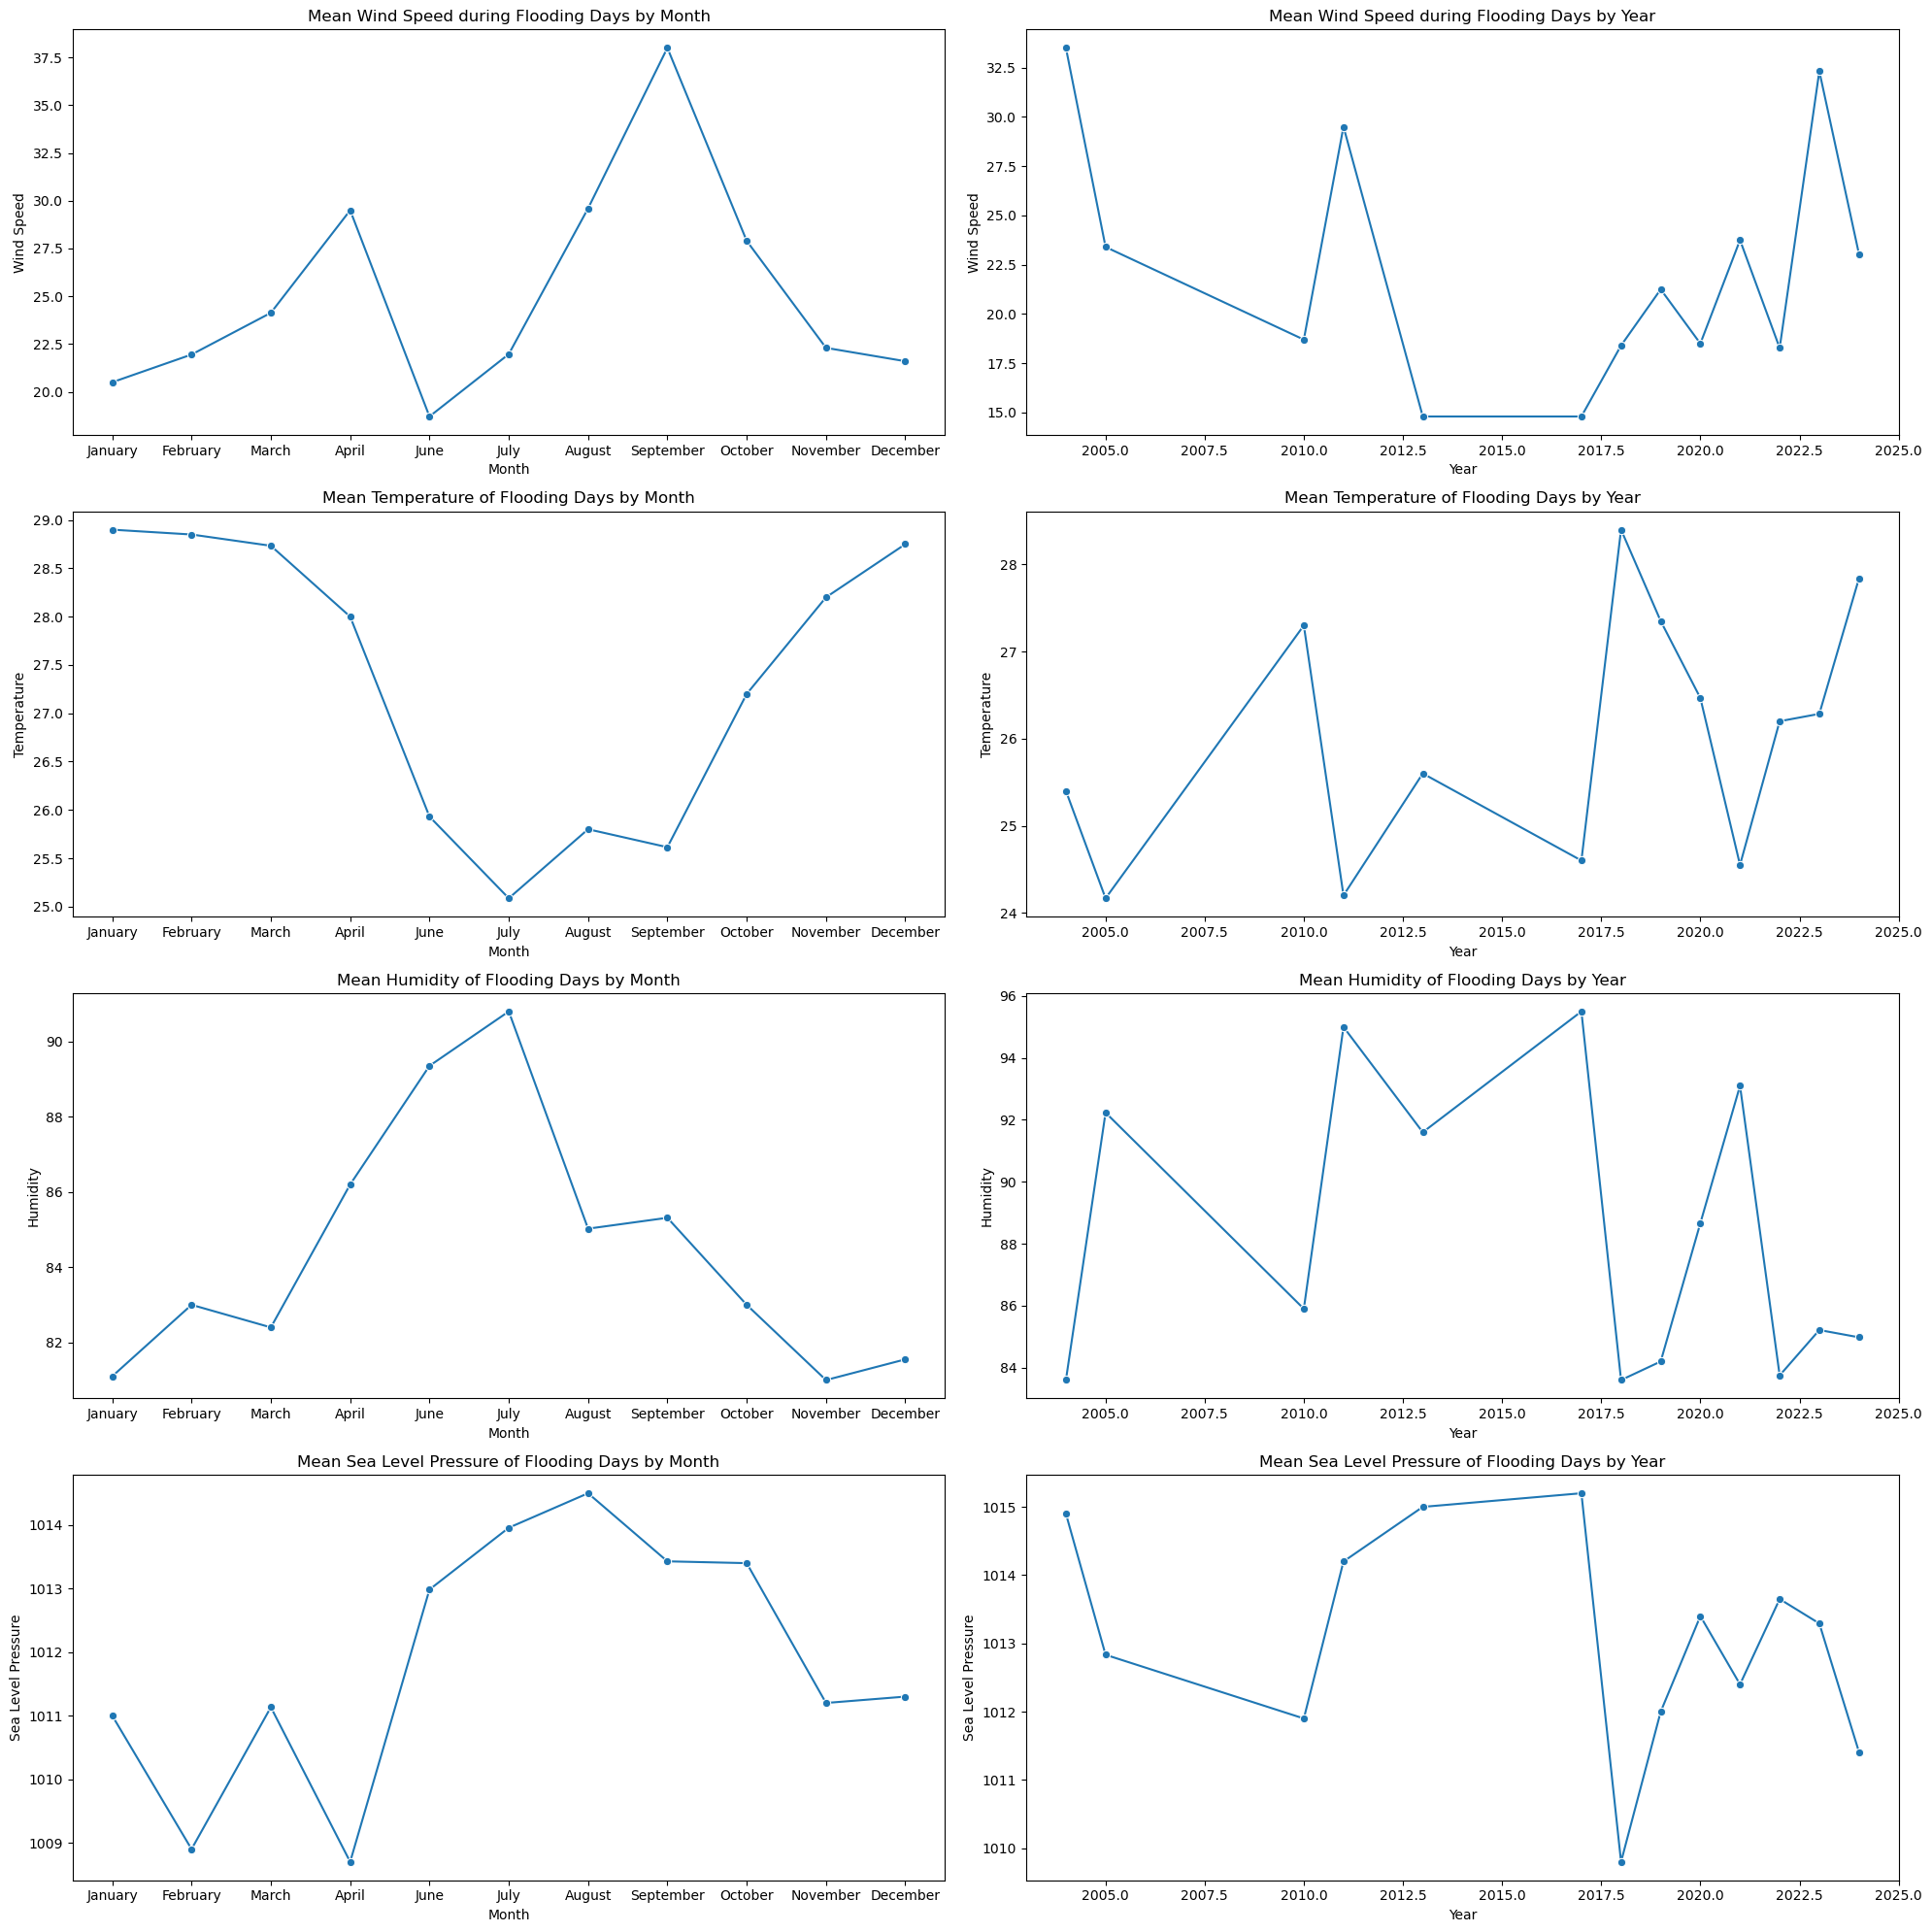 Mean Wind Speed during Flooding Days by Month
37.5
35.0
32.5
30.0
27.5
25.0
22.5
20.0
Wind Speed
January February March April June July August September October November December
Month
Mean Wind Speed during Flooding Days by Year
32.5
30.0
27.5
25.0
22.5
20.0
17.5
15.0
Wind Speed
2005.0 2007.5 2010.0 2012.5 2015.0 2017.5 2020.0 2022.5 2025.0
Year
Mean Temperature of Flooding Days by Month
29.0
28.5
28.0
27.5
27.0
26.5
26.0
25.5
25.0
Temperature
January February March April June July August September October November December
Month
Mean Temperature of Flooding Days by Year
28
27
26
25
24
Temperature
2005.0 2007.5 2010.0 2012.5 2015.0 2017.5 2020.0 2022.5 2025.0
Year
Mean Humidity of Flooding Days by Month
90
88
86
84
82
Humidity
January February March April June July August September October November December
Month
Mean Humidity of Flooding Days by Year
96
94
92
90
88
86
84
Humidity
2005.0 2007.5 2010.0 2012.5 2015.0 2017.5 2020.0 2022.5 2025.0
Year
Mean Sea Level Pressure of Flooding Days by Month
1014
1013
1012
1011
1010
1009
Sea Level Pressure
January February March April June July August September October November December
Month
Mean Sea Level Pressure of Flooding Days by Year
1015
1014
1013
1012
1011
1010
Sea Level Pressure
2005.0 2007.5 2010.0 2012.5 2015.0 2017.5 2020.0 2022.5 2025.0
Year